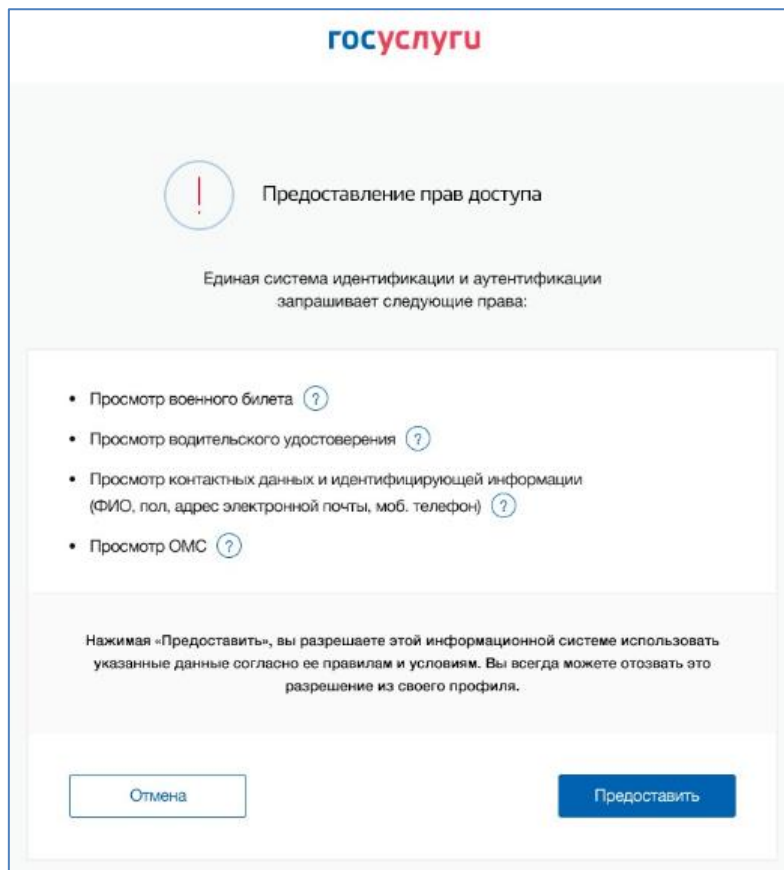 госуслуги
!
Предоставление прав доступа
Единая система идентификации и аутентификации
запрашивает следующие права:
• Просмотр военного билета ?
• Просмотр водительского удостоверения ?
• Просмотр контактных данных и идентифицирующей информации
(ФИО, пол, адрес электронной почты, моб. телефон) ?
• Просмотр ОМС ?
Нажимая «Предоставить», вы разрешаете этой информационной системе использовать
указанные данные согласно ее правилам и условиям. Вы всегда можете отозвать это
разрешение из своего профиля.
Отмена
Предоставить